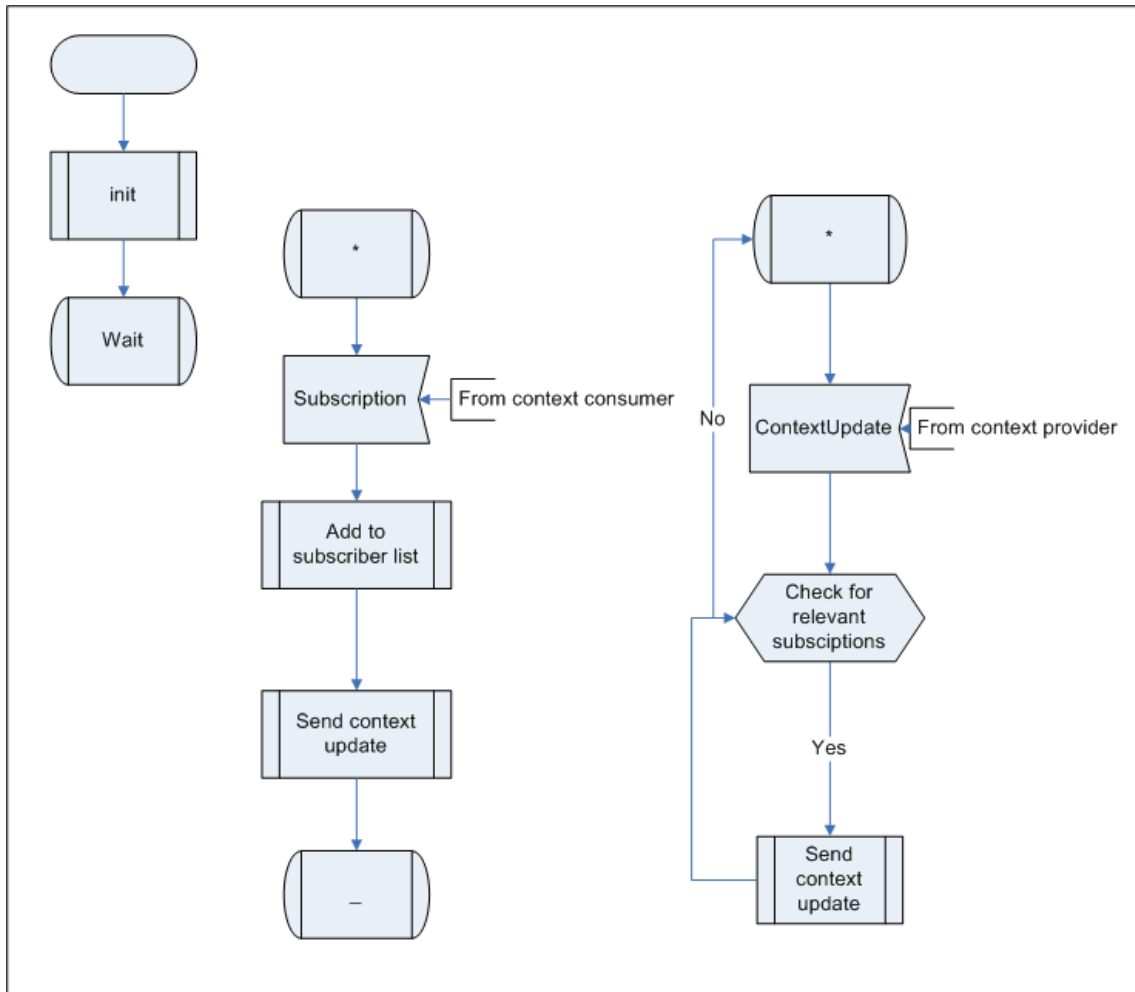 init
Wait
*
Subscription
From context consumer
Add to
subscriber list
Send context
update
_
*
No
ContextUpdate
From context provider
Check for
relevant
subsciptions
Yes
Send
context
update